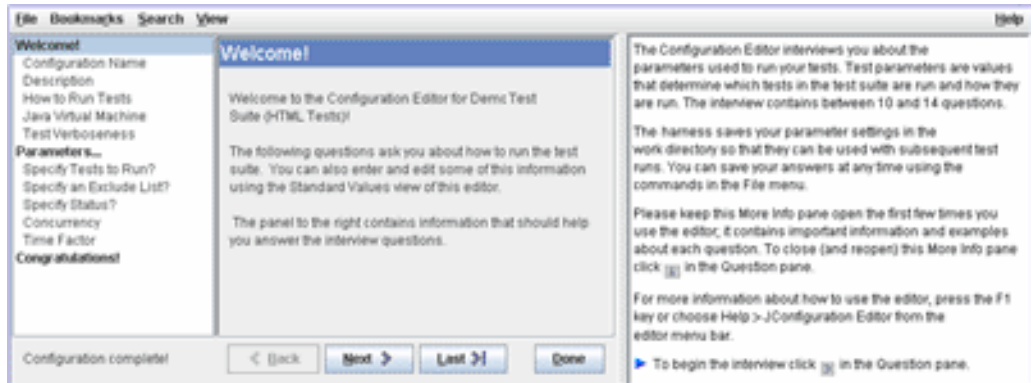 File Bookmarks Search View Help
Welcome!
Configuration Name
Description
How to Run Tests
Java Virtual Machine
Test Verboseness
Parameters...
Specify Tests to Run?
Specify an Exclude List?
Specify Status?
Concurrency
Time Factor
Congratulations!
Welcome!
Welcome to the Configuration Editor for Demo Test
Suite (HTML Tests)!
The following questions ask you about how to run the test
suite. You can also enter and edit some of this information
using the Standard Values view of this editor.
The panel to the right contains information that should help
you answer the interview questions.
Configuration complete!
Back
Next
Last
Done
The Configuration Editor interviews you about the
parameters used to run your tests. Test parameters are values
that determine which tests in the test suite are run and how they
are run. The interview contains between 10 and 14 questions.
The harness saves your parameter settings in the
work directory so that they can be used with subsequent test
runs. You can save your answers at any time using the
commands in the File menu.
Please keep this More Info pane open the first few times you
use the editor, it contains important information and examples
about each question. To close (and reopen) this More Info pane
click in the Question pane.
For more information about how to use the editor, press the F1
key or choose Help > JConfiguration Editor from the
editor menu bar.
To begin the interview click in the Question pane.